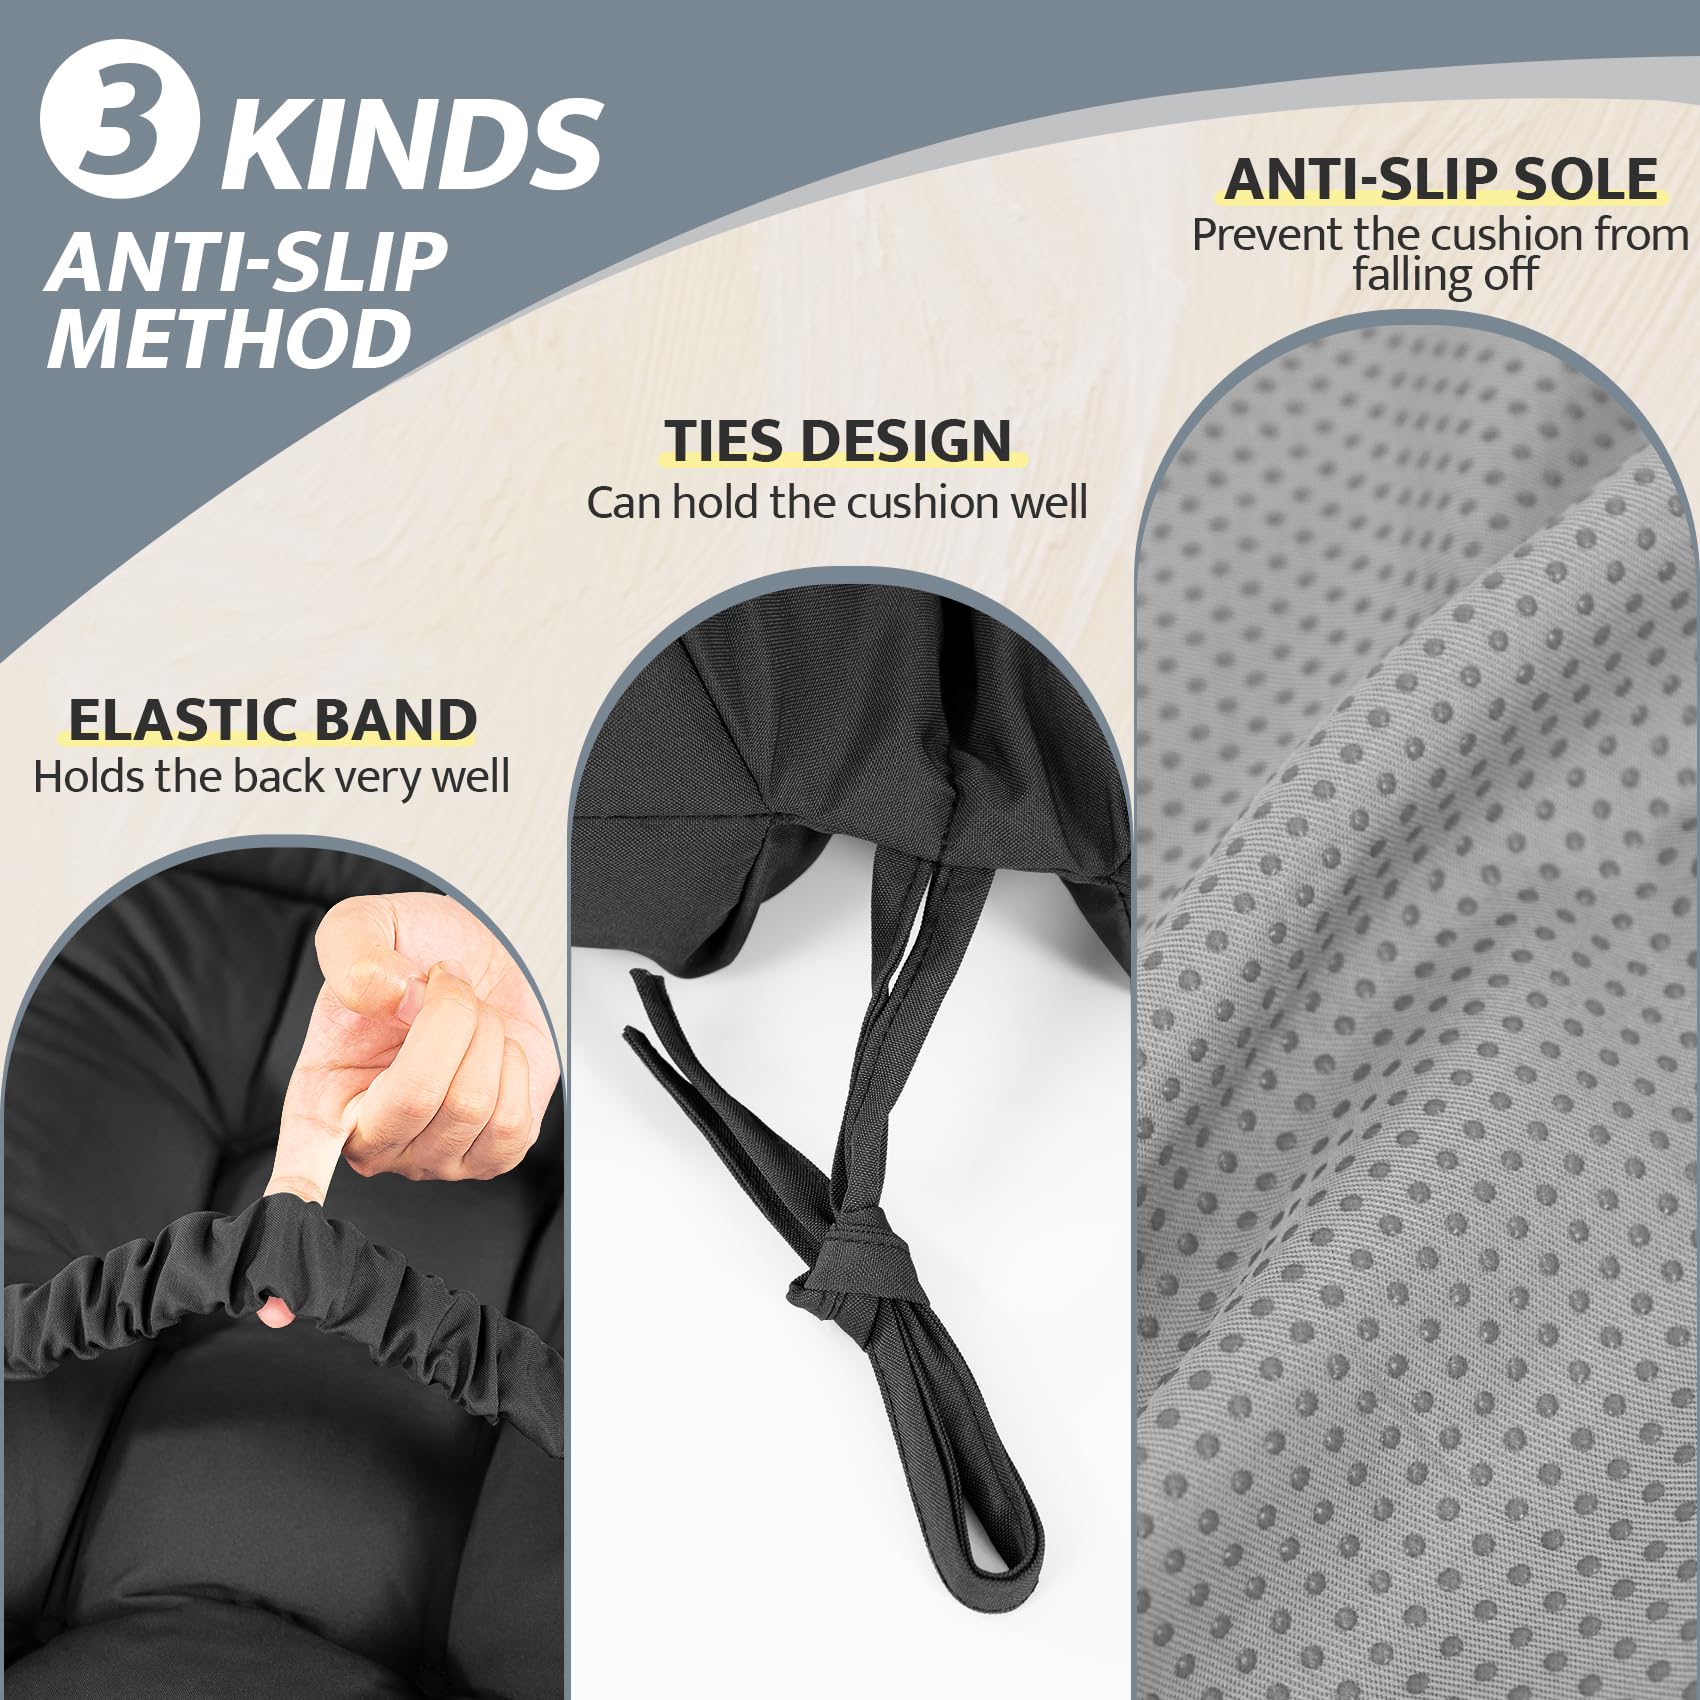 3 KINDS
ANTI-SLIP
METHOD
ANTI-SLIP SOLE
Prevent the cushion from
falling off
TIES DESIGN
Can hold the cushion well
ELASTIC BAND
Holds the back very well